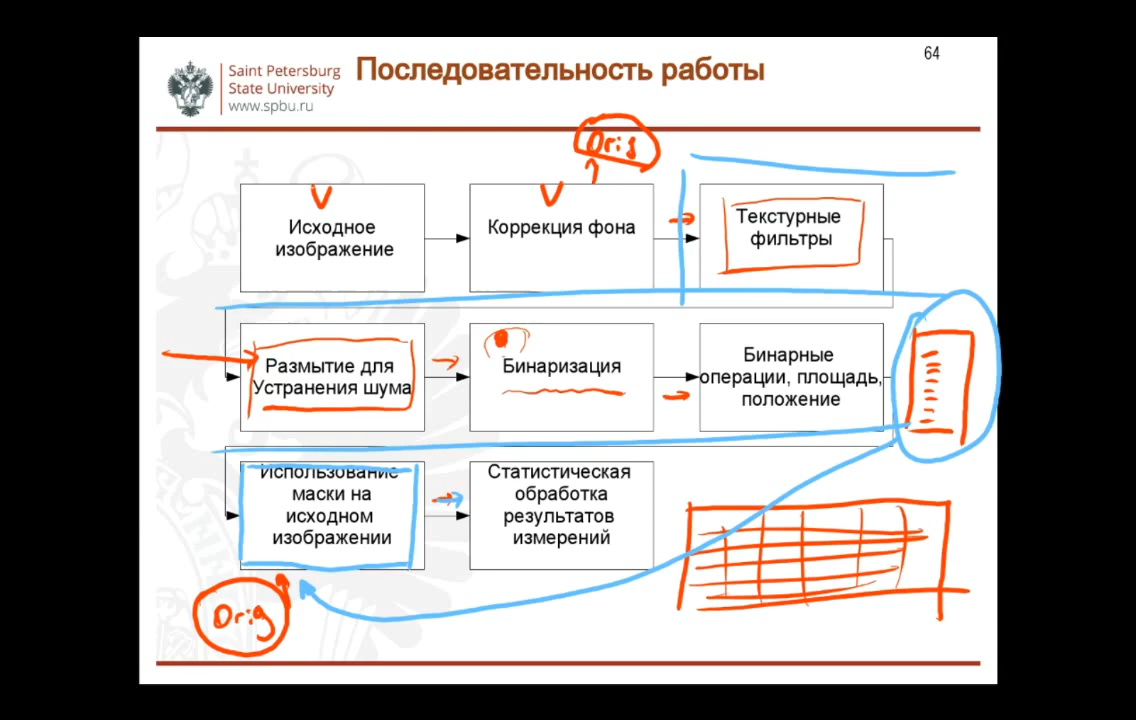 64
Saint Petersburg
State University
www.spbu.ru
Последовательность работы
Orig
Исходное
изображение
Коррекция фона
Текстурные
фильтры
Размытие для
Устранения шума
Бинаризация
Бинарные
операции, площадь,
положение
Использование
маски на
исходном
изображении
Статистическая
обработка
результатов
измерений
Orig